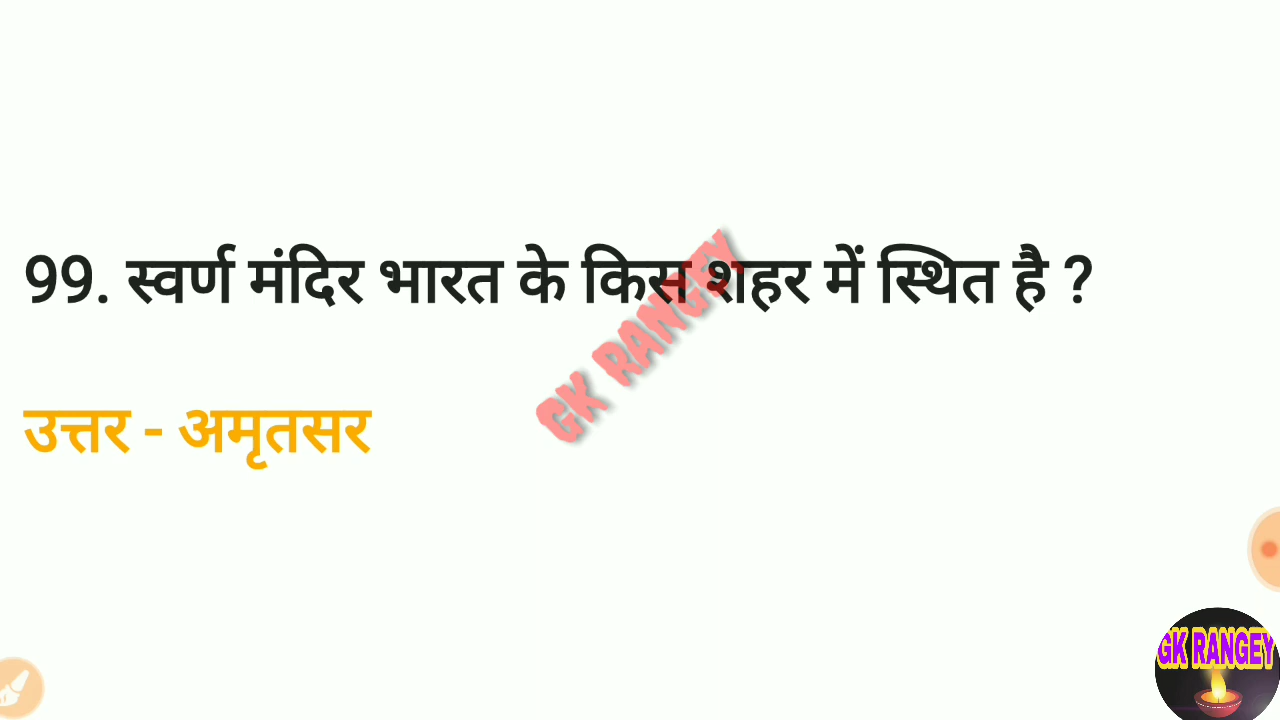 99. स्वर्ण मंदिर भारत के किस शहर में स्थित है ?
GK RANGEY
उत्तर - अमृतसर
GK RANGEY